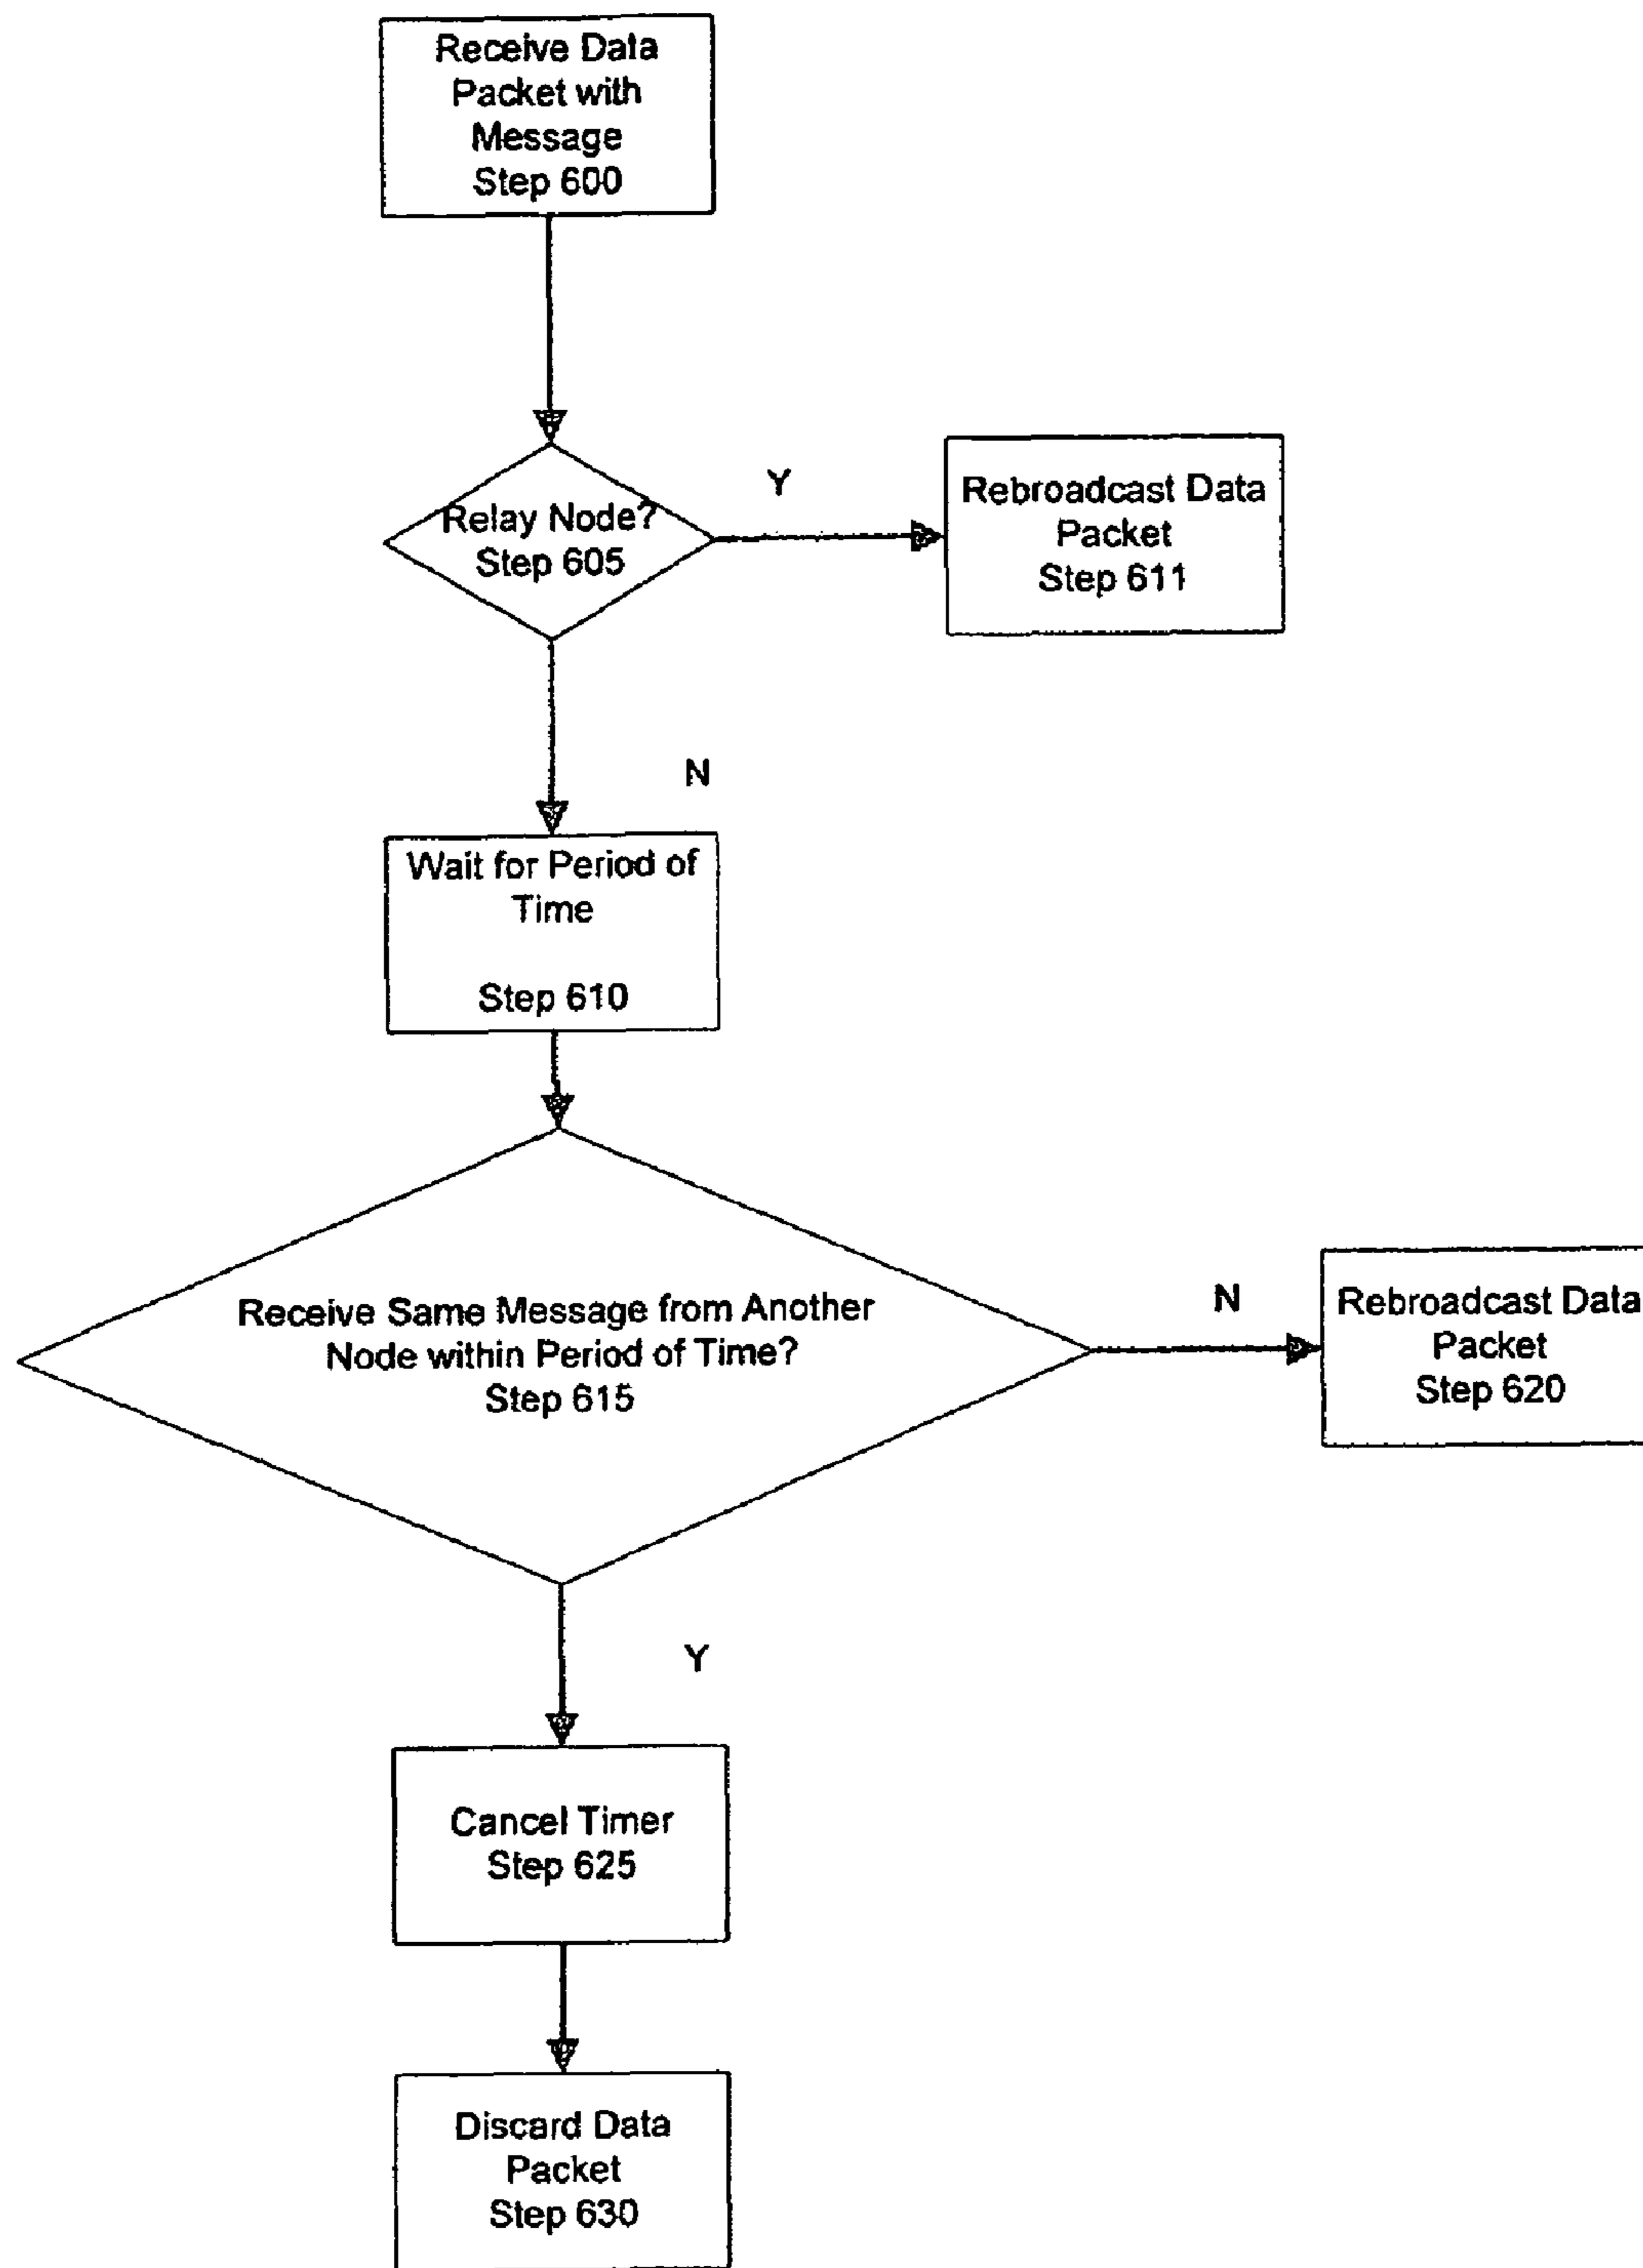 Receive Data
Packet with
Message
Step 600
Relay Node?
Step 605
Y
Rebroadcast Data
Packet
Step 611
N
Wait for Period of
Time
Step 610
Receive Same Message from Another
Node within Period of Time?
Step 615
N
Rebroadcast Data
Packet
Step 620
Y
Cancel Timer
Step 625
Discard Data
Packet
Step 630